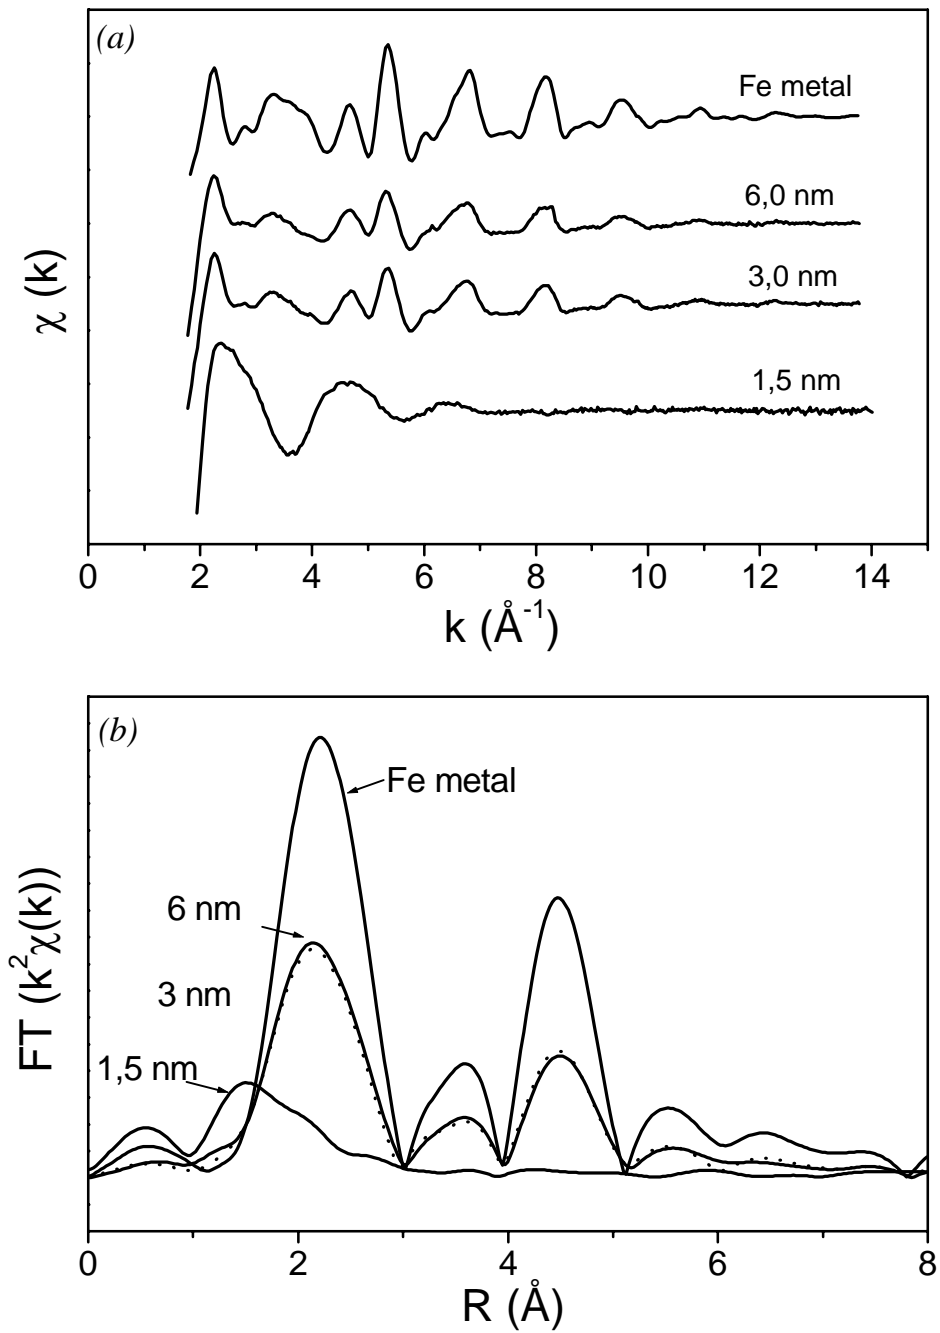 (a)
Fe metal
6,0 nm
3,0 nm
1,5 nm
χ (k)
0 2 4 6 8 10 12 14
k (Å⁻¹)
(b)
Fe metal
6 nm
3 nm
1,5 nm
FT (k²χ(k))
0 2 4 6 8
R (Å)